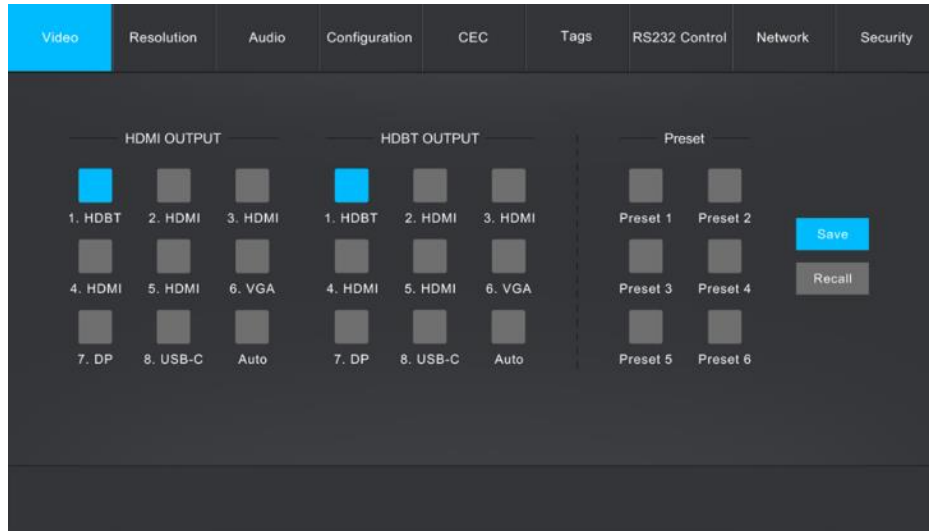 Video Resolution Audio Configuration CEC Tags RS232 Control Network Security
HDMI OUTPUT HDBT OUTPUT Preset
1. HDBT 2. HDMI 3. HDMI 1. HDBT 2. HDMI 3. HDMI Preset 1 Preset 2
Save
4. HDMI 5. HDMI 6. VGA 4. HDMI 5. HDMI 6. VGA Preset 3 Preset 4
Recall
7. DP 8. USB-C Auto 7. DP 8. USB-C Auto Preset 5 Preset 6